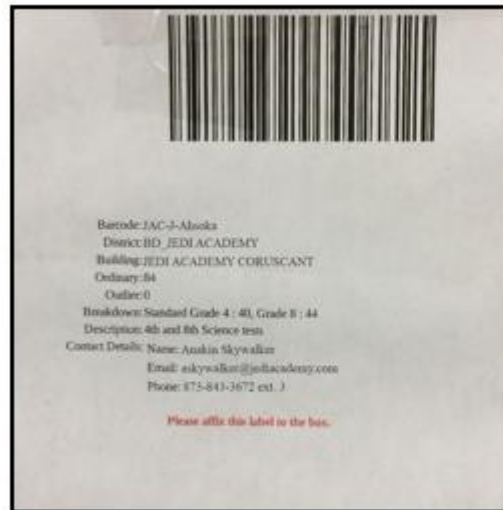 Barcode: JAC-J-Ahsoka
District: BD_JEDI ACADEMY
Building: JEDI ACADEMY CORUSCANT
Ordinary: 84
Outlier: 0
Breakdown: Standard Grade 4 : 40, Grade 8 : 44
Description: 4th and 8th Science tests
Contact Details: Name: Anakin Skywalker
Email: askywalker@jediacademy.com
Phone: 873-843-3672 ext. 3
Please affix this label to the box.